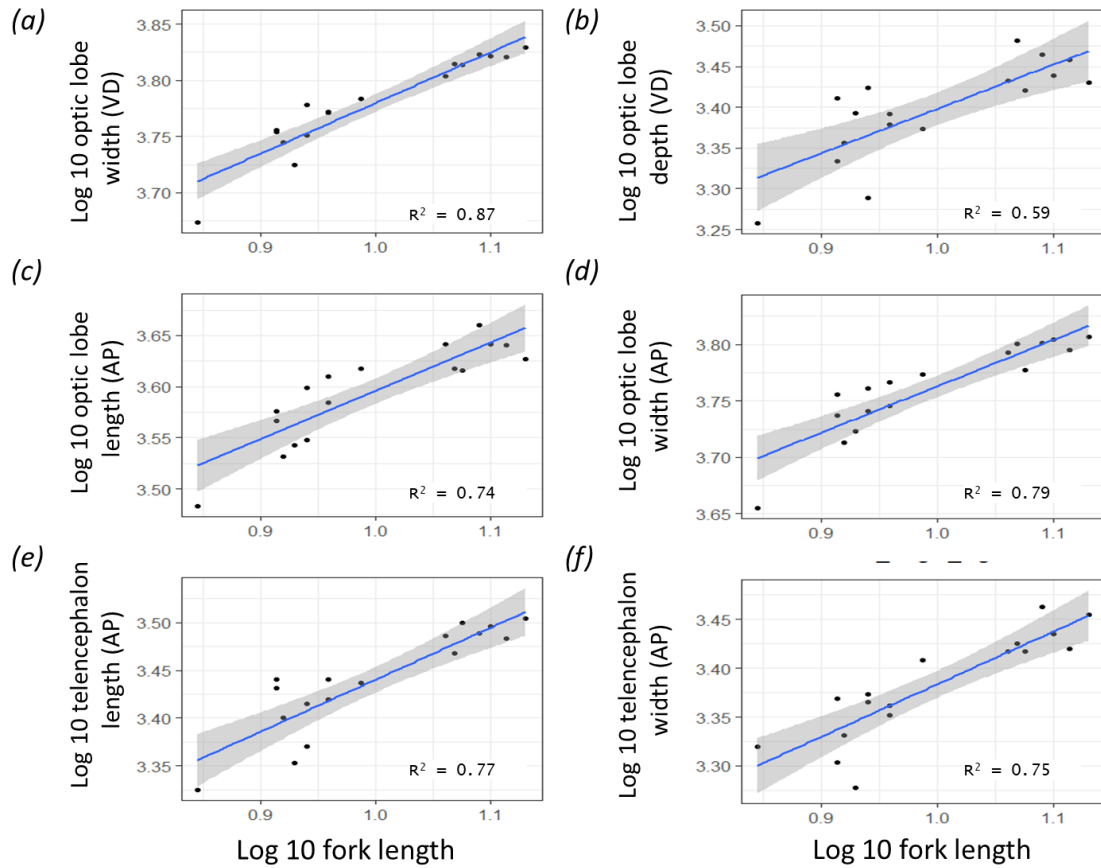 (a)
Log 10 optic lobe
width (VD)
3.85
3.80
3.75
3.70
R² = 0.87
0.9 1.0 1.1
(b)
Log 10 optic lobe
depth (VD)
3.50
3.45
3.40
3.35
3.30
3.25
R² = 0.59
0.9 1.0 1.1
(c)
Log 10 optic lobe
length (AP)
3.65
3.60
3.55
3.50
R² = 0.74
0.9 1.0 1.1
(d)
Log 10 optic lobe
width (AP)
3.80
3.75
3.70
3.65
R² = 0.79
0.9 1.0 1.1
(e)
Log 10 telencephalon
length (AP)
3.50
3.45
3.40
3.35
R² = 0.77
0.9 1.0 1.1
Log 10 fork length
(f)
Log 10 telencephalon
width (AP)
3.45
3.40
3.35
3.30
R² = 0.75
0.9 1.0 1.1
Log 10 fork length